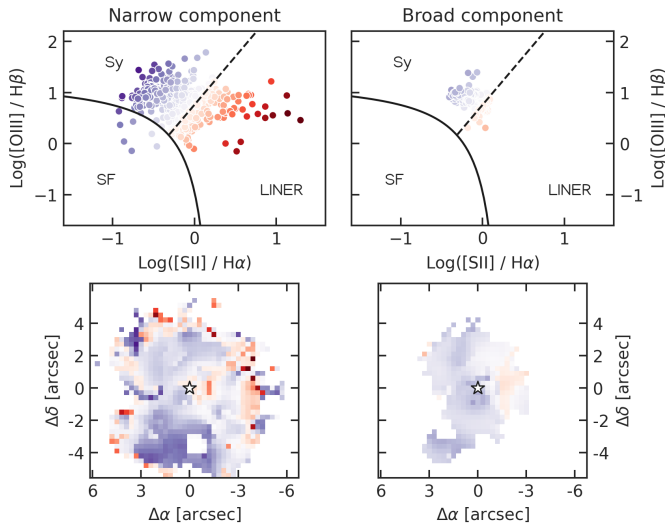 Narrow component
Broad component
2
1
0
−1
Log([OIII] / Hβ)
Sy
SF
LINER
−1
0
1
Log([SII] / Hα)
Sy
SF
LINER
−1
0
1
Log([SII] / Hα)
2
1
0
−1
Log([OIII] / Hβ)
4
2
0
-2
-4
Δδ [arcsec]
6
3
0
-3
-6
Δα [arcsec]
6
3
0
-3
-6
Δα [arcsec]
4
2
0
-2
-4
Δδ [arcsec]